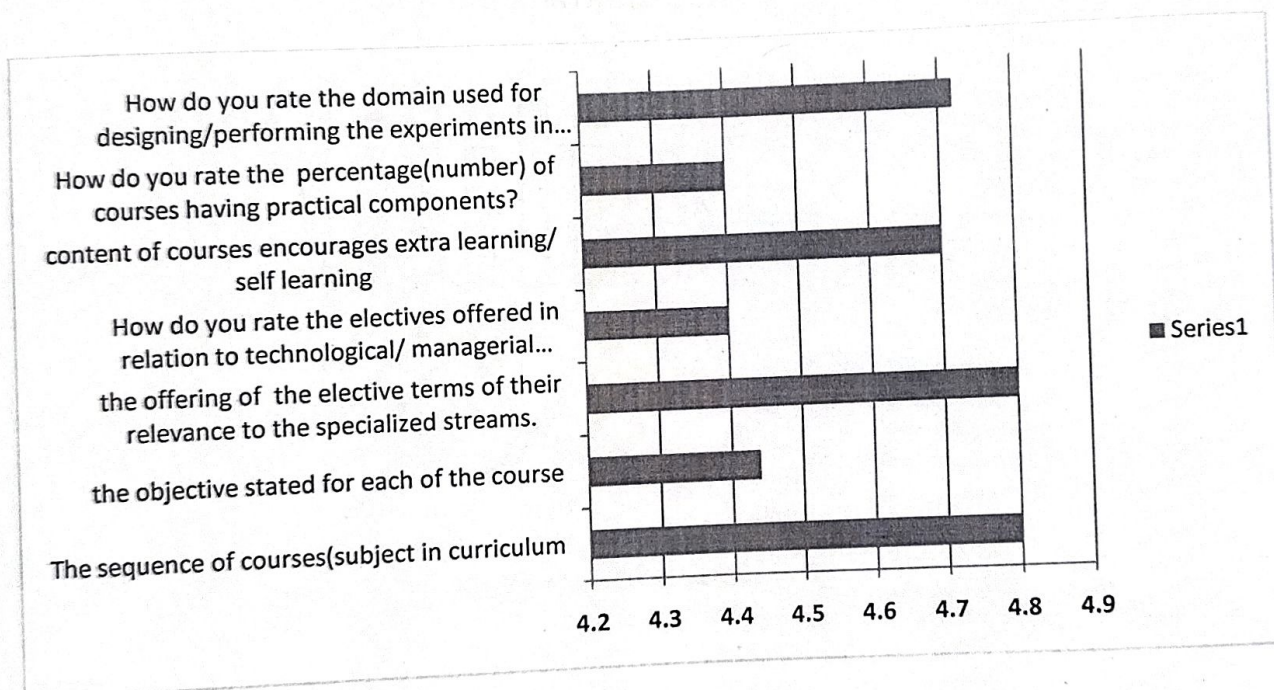 How do you rate the domain used for
designing/performing the experiments in...
How do you rate the percentage(number) of
courses having practical components?
content of courses encourages extra learning/
self learning
How do you rate the electives offered in
relation to technological/ managerial...
the offering of the elective terms of their
relevance to the specialized streams.
the objective stated for each of the course
The sequence of courses(subject in curriculum
Series1
4.2 4.3 4.4 4.5 4.6 4.7 4.8 4.9